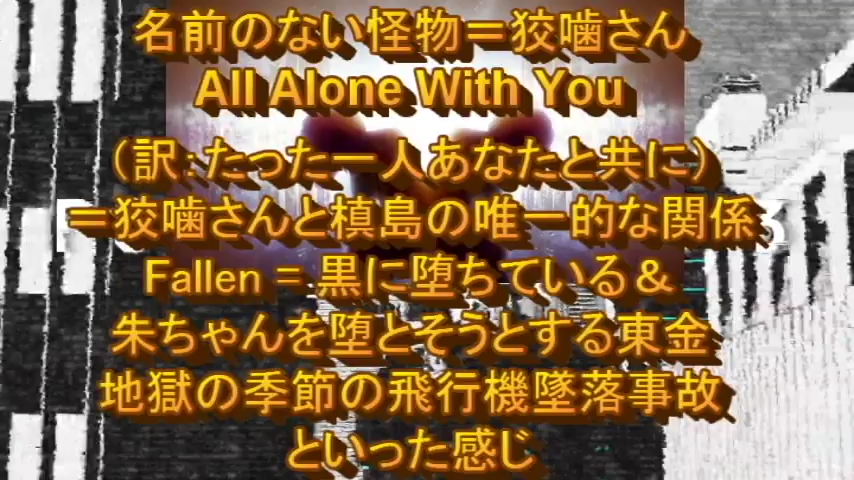 名前のない怪物＝狡噛さん
All Alone With You
（訳：たった一人あなたと共に）
＝狡噛さんと槙島の唯一的な関係
Fallen = 黒に堕ちている＆
朱ちゃんを堕とそうとする東金
地獄の季節の飛行機墜落事故
といった感じ